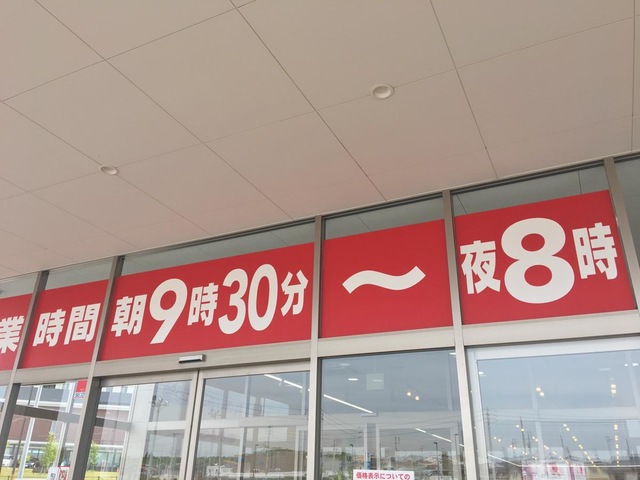 業時間 朝9時30分 〜 夜8時
価格表示についての